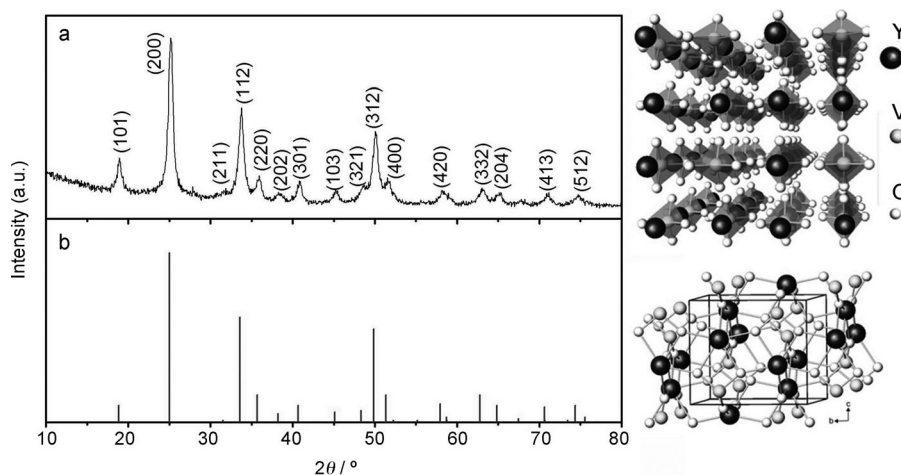 a
(101)
(200)
(211)
(112)
(220)
(202)
(301)
(103)
(321)
(312)
(400)
(420)
(332)
(204)
(413)
(512)
b
Intensity (a.u.)
10 20 30 40 50 60 70 80
2θ / º
Y
V
O
c
b